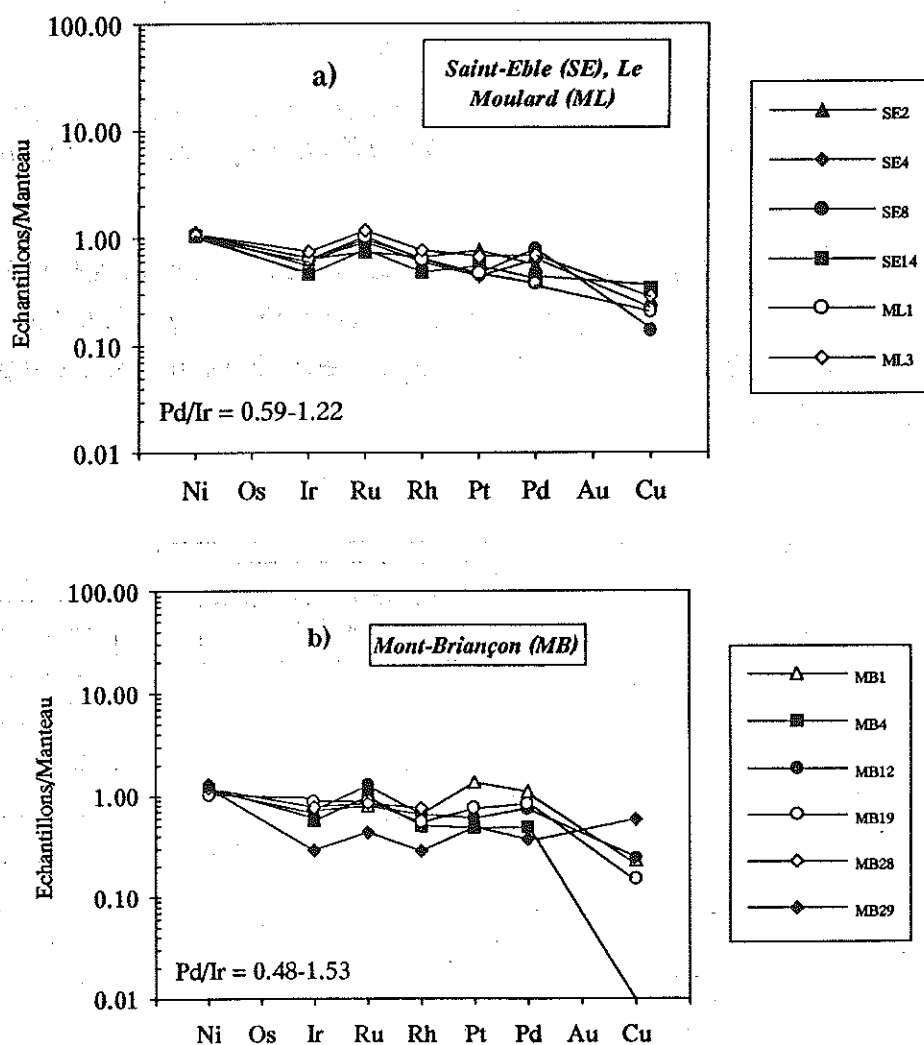 100.00
a)
Saint-Eble (SE), Le
Moulard (ML)
10.00
1.00
0.10
0.01
Echantillons/Manteau
Pd/Ir = 0.59-1.22
Ni Os Ir Ru Rh Pt Pd Au Cu
SE2
SE4
SE8
SE14
ML1
ML3
100.00
b)
Mont-Briançon (MB)
10.00
1.00
0.10
0.01
Echantillons/Manteau
Pd/Ir = 0.48-1.53
Ni Os Ir Ru Rh Pt Pd Au Cu
MB1
MB4
MB12
MB19
MB28
MB29